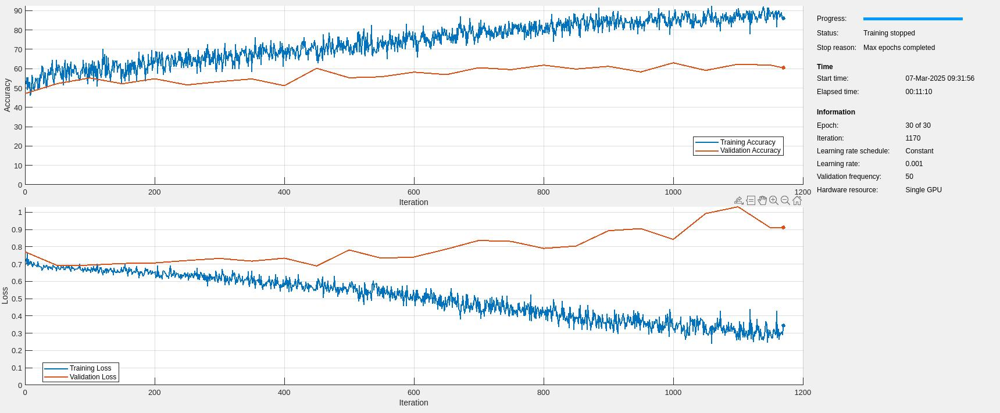 90
80
70
60
50
40
30
20
10
0
Accuracy
Training Accuracy
Validation Accuracy
0 200 400 600 800 1000 1200
Iteration
1
0.9
0.8
0.7
0.6
0.5
0.4
0.3
0.2
0.1
0
Loss
Training Loss
Validation Loss
0 200 400 600 800 1000 1200
Iteration
Progress:
Status: Training stopped
Stop reason: Max epochs completed
Time
Start time: 07-Mar-2025 09:31:56
Elapsed time: 00:11:10
Information
Epoch: 30 of 30
Iteration: 1170
Learning rate schedule: Constant
Learning rate: 0.001
Validation frequency: 50
Hardware resource: Single GPU